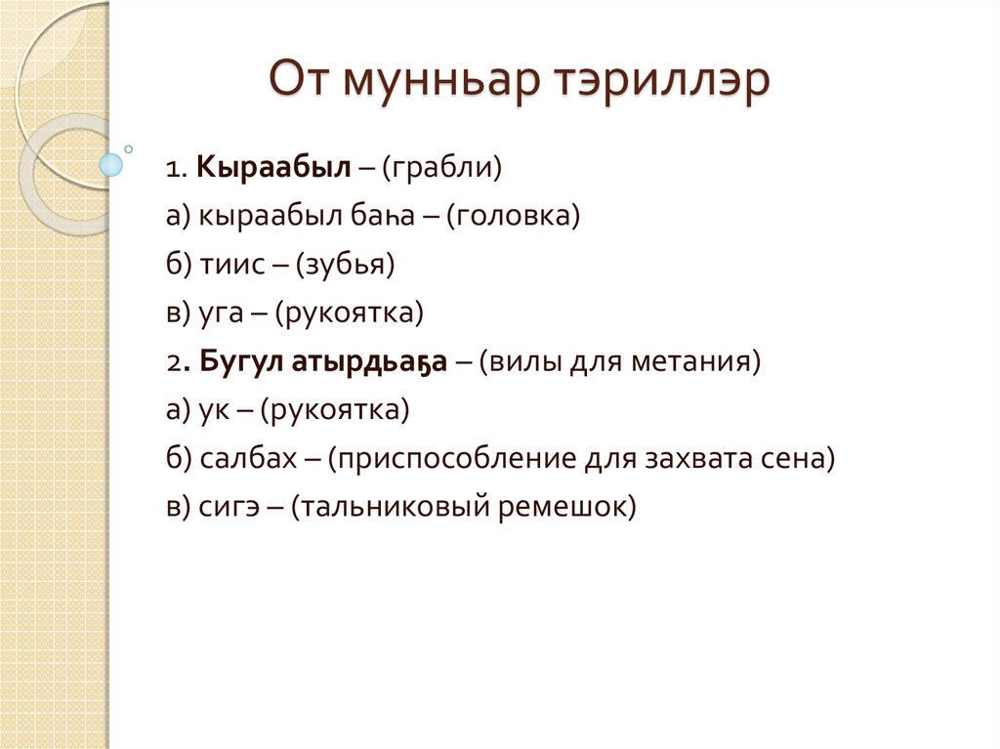 От мунньар тэриллэр
1. Кыраабыл – (грабли)
а) кыраабыл баһа – (головка)
б) тиис – (зубья)
в) уга – (рукоятка)
2. Бугул атырдьаҕа – (вилы для метания)
а) ук – (рукоятка)
б) салбах – (приспособление для захвата сена)
в) сигэ – (тальниковый ремешок)